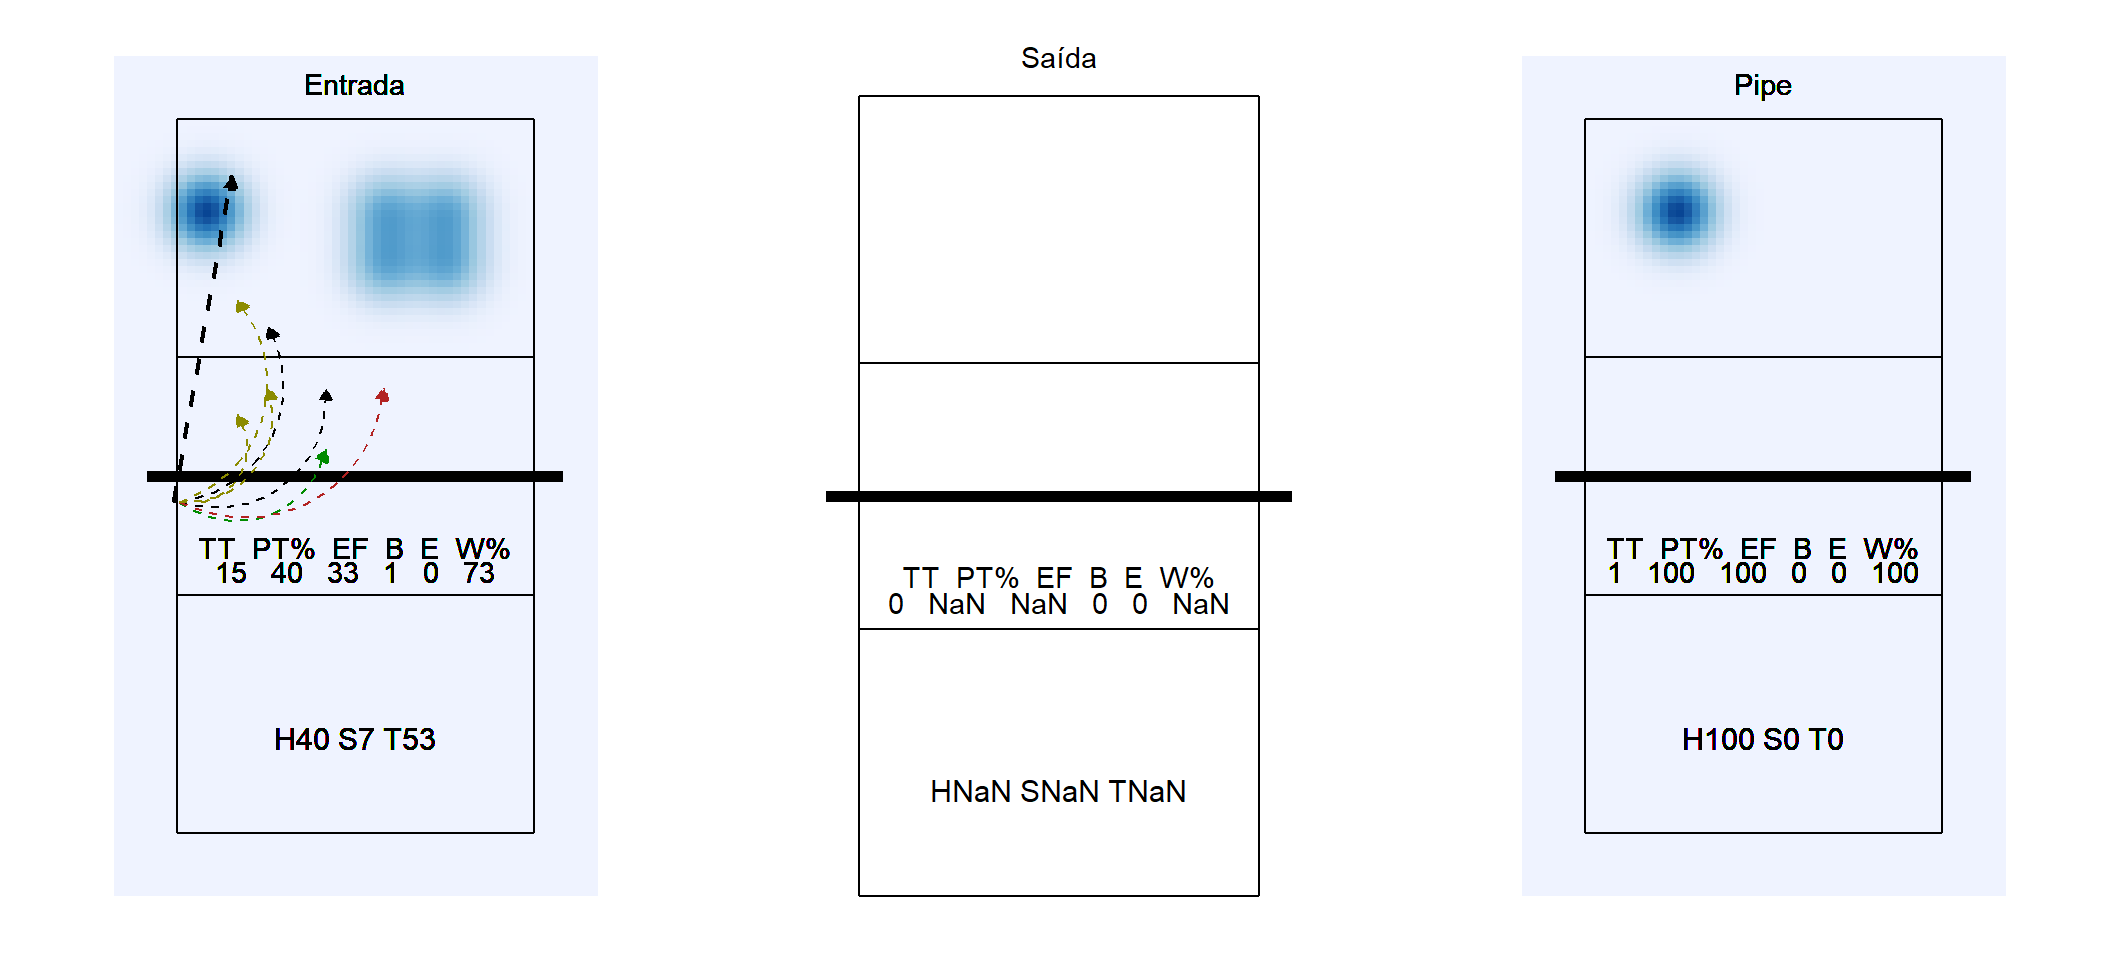 Entrada
TT PT% EF B E W%
15 40 33 1 0 73
H40 S7 T53
Saída
TT PT% EF B E W%
0 NaN NaN 0 0 NaN
HNaN SNaN TNaN
Pipe
TT PT% EF B E W%
1 100 100 0 0 100
H100 S0 T0